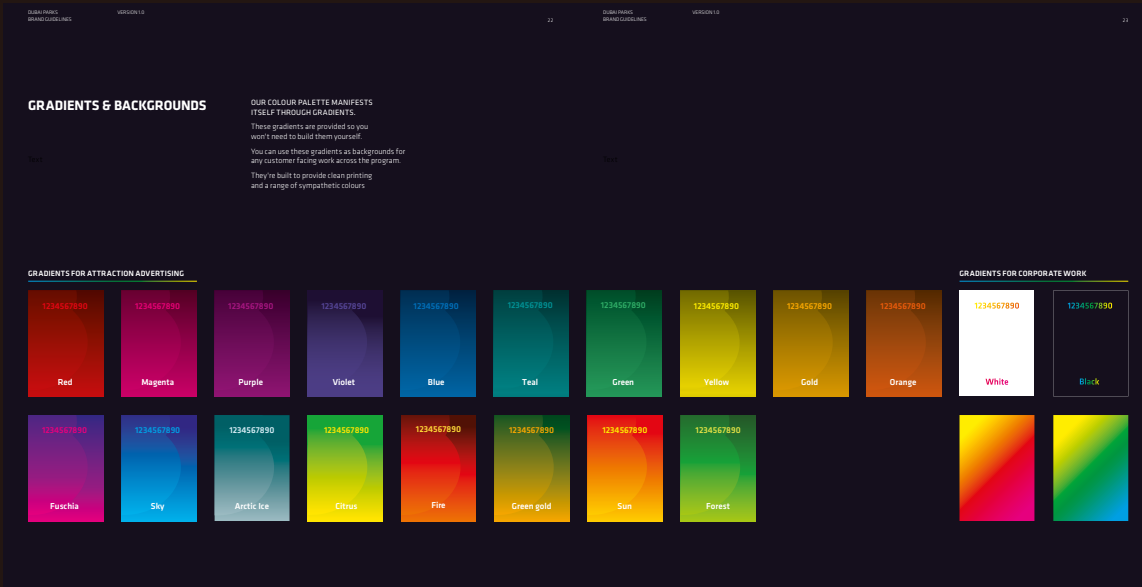 DUBAI PARKS
BRAND GUIDELINES
VERSION 1.0
22
DUBAI PARKS
BRAND GUIDELINES
VERSION 1.0
23
GRADIENTS & BACKGROUNDS
OUR COLOUR PALETTE MANIFESTS
ITSELF THROUGH GRADIENTS.
These gradients are provided so you
won't need to build them yourself.
You can use these gradients as backgrounds for
any customer facing work across the program.
They're built to provide clean printing
and a range of sympathetic colours
GRADIENTS FOR ATTRACTION ADVERTISING
GRADIENTS FOR CORPORATE WORK
1234567890
Red
1234567890
Magenta
1234567890
Purple
1234567890
Violet
1234567890
Blue
1234567890
Teal
1234567890
Green
1234567890
Yellow
1234567890
Gold
1234567890
Orange
1234567890
White
1234567890
Black
1234567890
Fuschia
1234567890
Sky
1234567890
Arctic Ice
1234567890
Citrus
1234567890
Fire
1234567890
Green gold
1234567890
Sun
1234567890
Forest